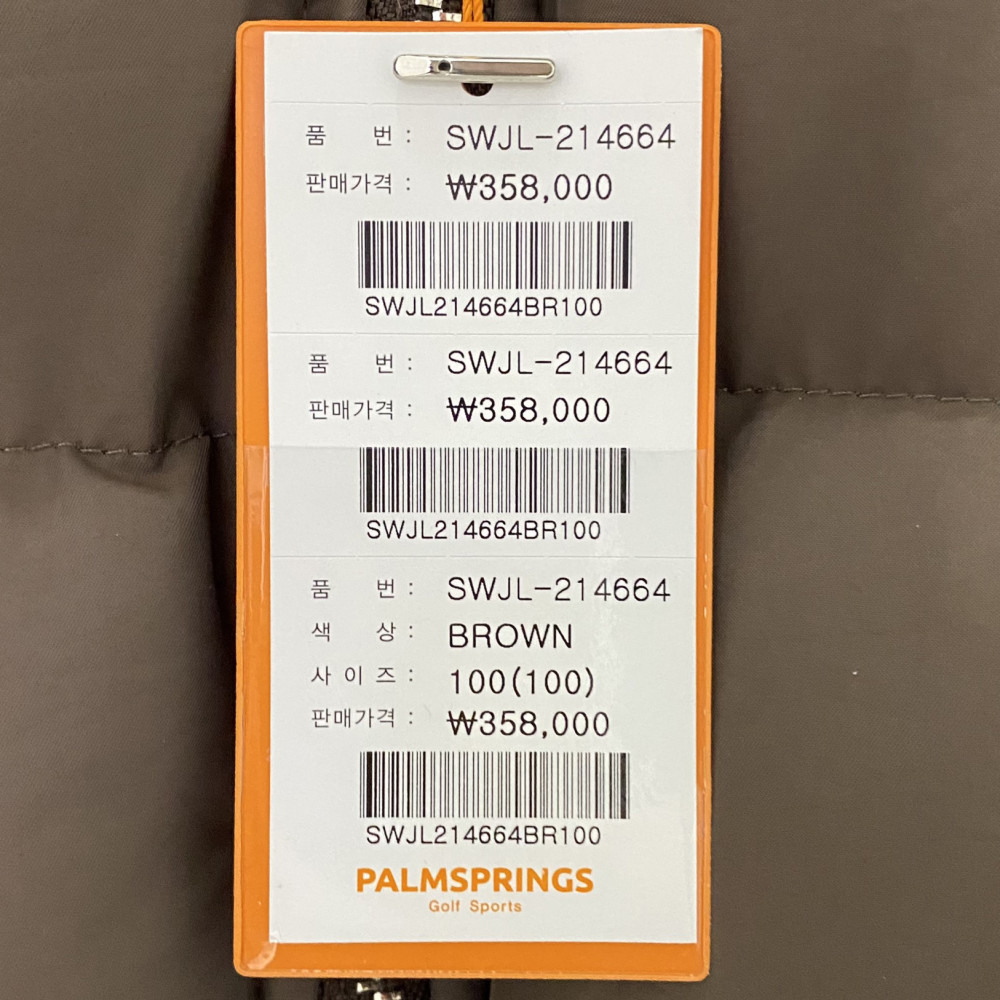 품 번 : SWJL-214664
판매가격 : ₩358,000
SWJL214664BR100
품 번 : SWJL-214664
판매가격 : ₩358,000
SWJL214664BR100
품 번 : SWJL-214664
색 상 : BROWN
사 이 즈 : 100(100)
판매가격 : ₩358,000
SWJL214664BR100
PALMSPRINGS
Golf Sports